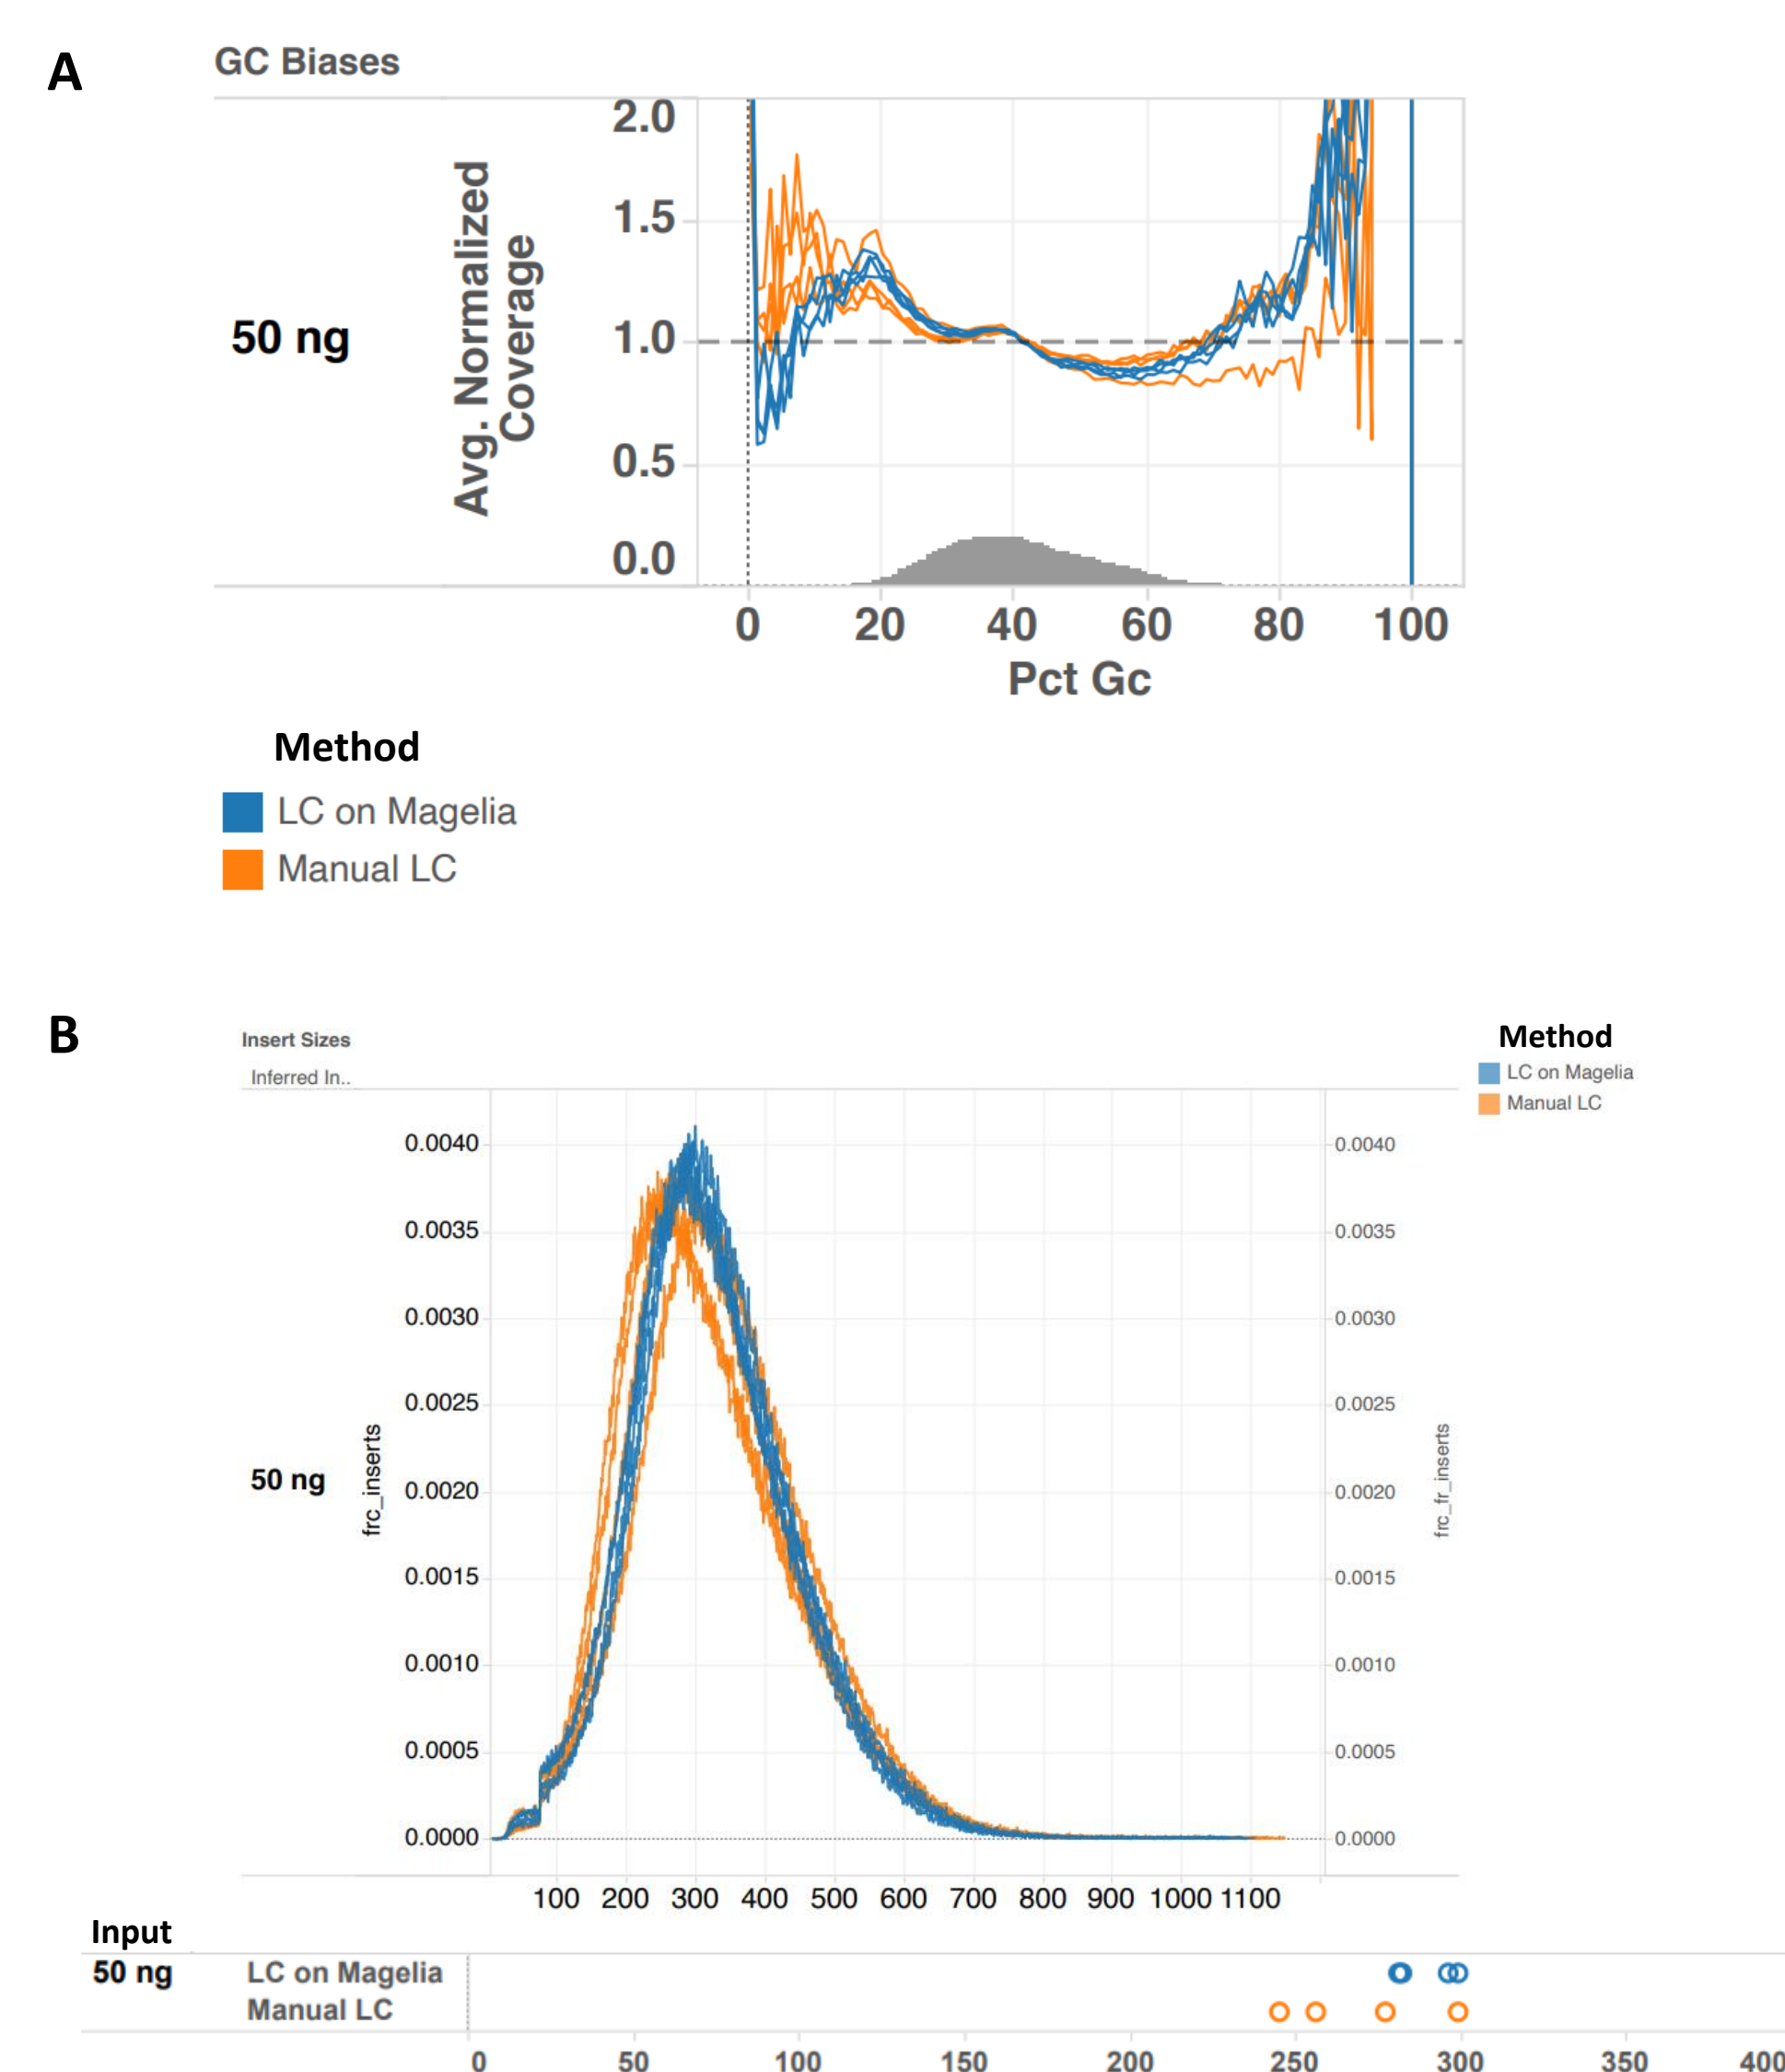 A
GC Biases
50 ng
Avg. Normalized
Coverage
2.0
1.5
1.0
0.5
0.0
0 20 40 60 80 100
Pct Gc
Method
LC on Magelia
Manual LC
B
Insert Sizes
Inferred In..
Method
LC on Magelia
Manual LC
50 ng
frc_inserts
0.0040
0.0035
0.0030
0.0025
0.0020
0.0015
0.0010
0.0005
0.0000
0.0040
0.0035
0.0030
0.0025
0.0020
0.0015
0.0010
0.0005
0.0000
frc_fr_inserts
100 200 300 400 500 600 700 800 900 1000 1100
Input
50 ng LC on Magelia
Manual LC
0 50 100 150 200 250 300 350 400